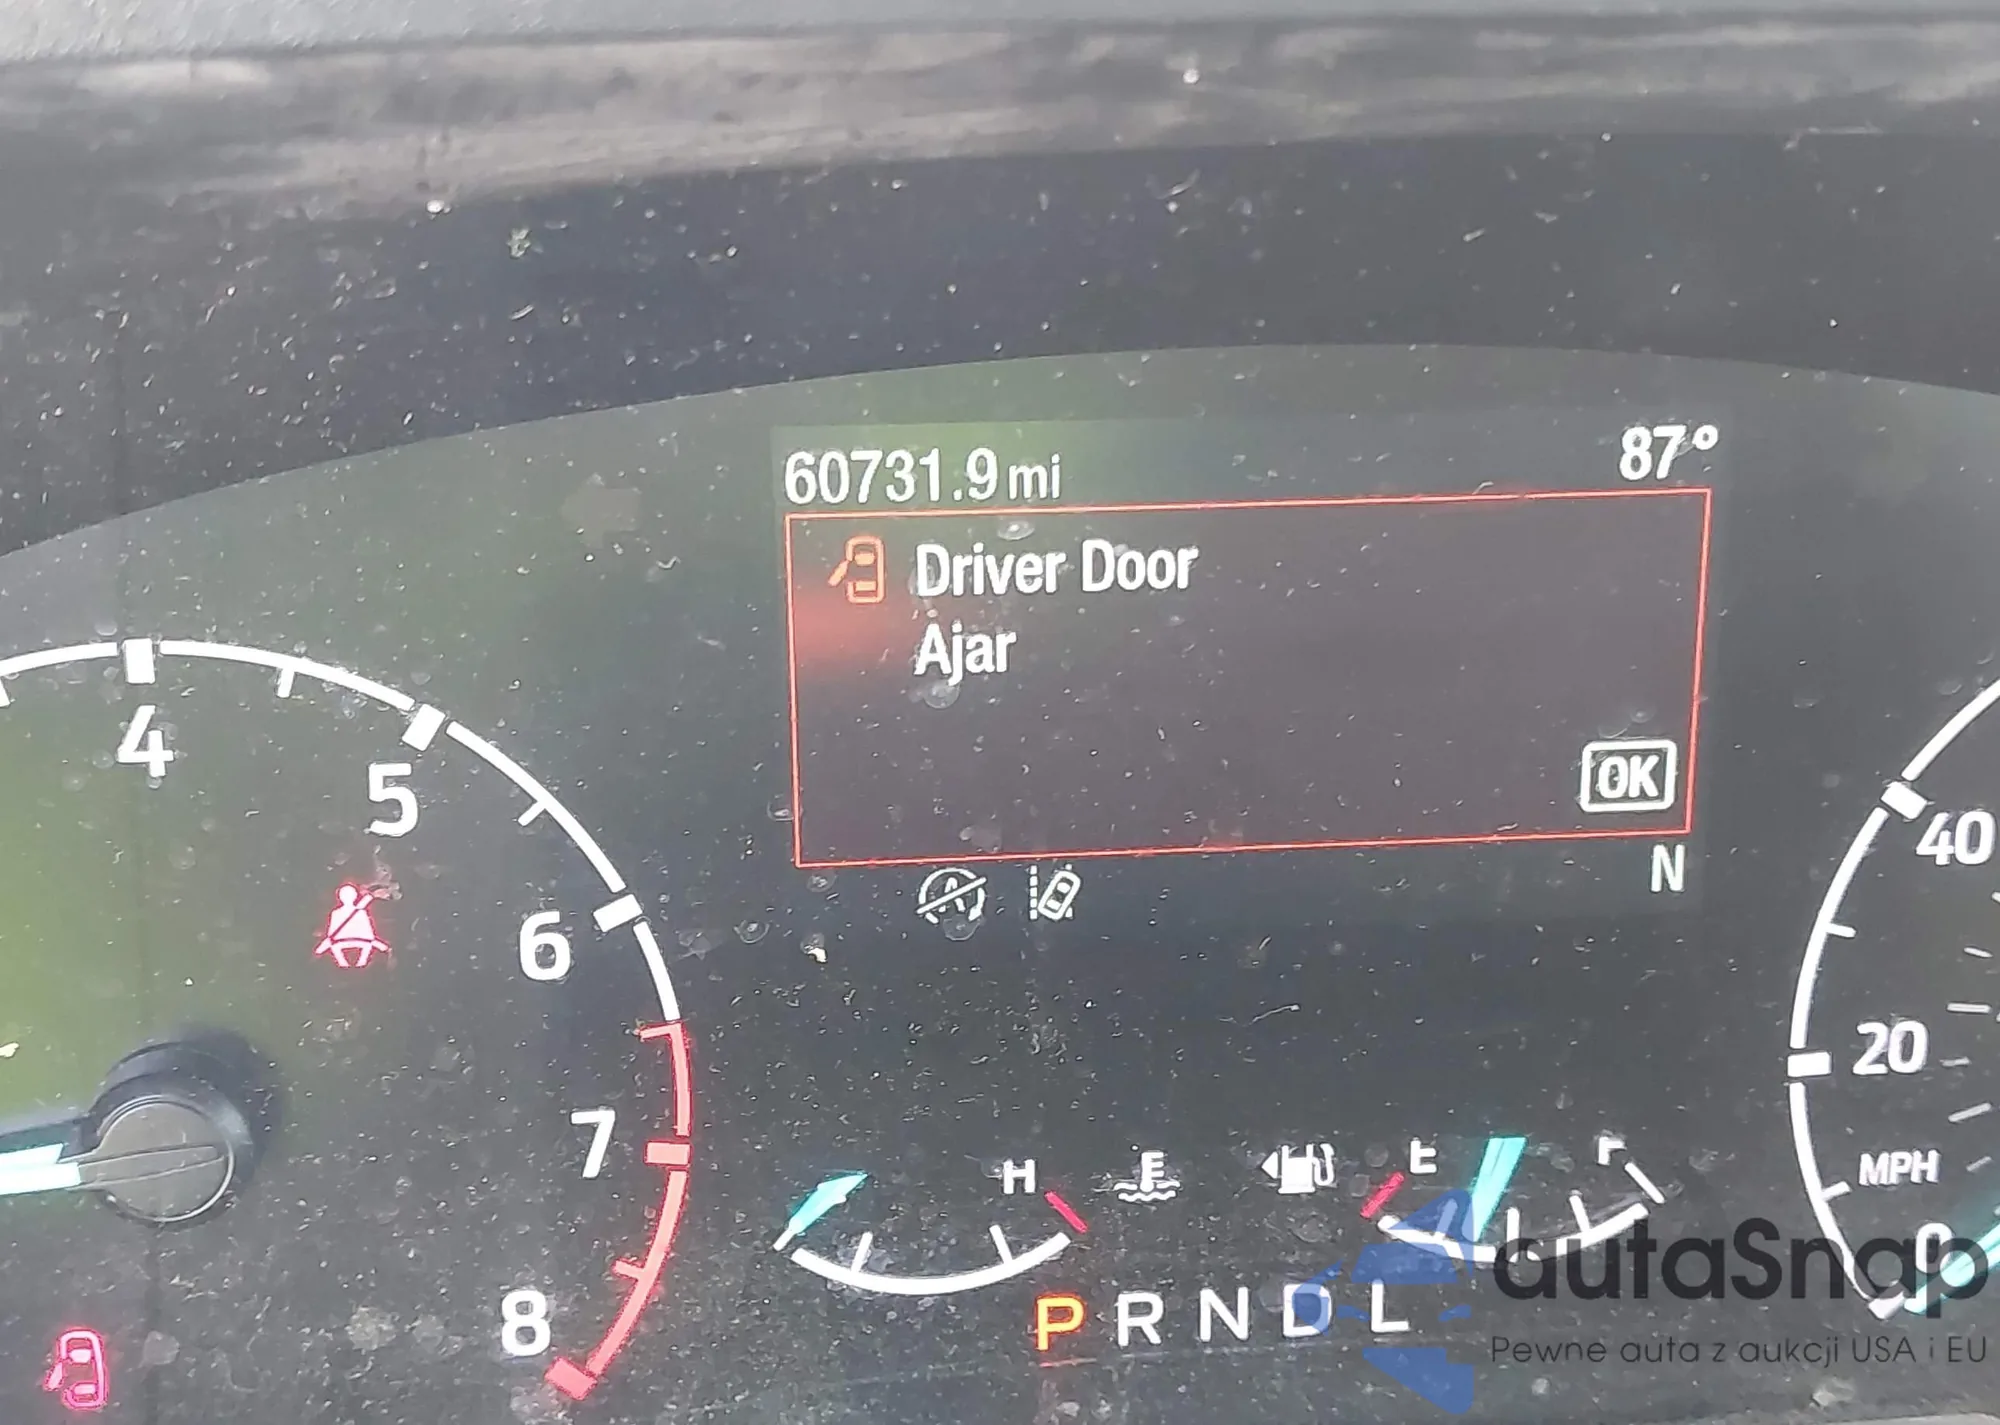 60731.9 mi
87°
Driver Door
Ajar
OK
N
4
5
6
7
8
40
20
MPH
0
H
E
F
P R N D L
autaSnap
Pewne auta z aukcji USA i EU